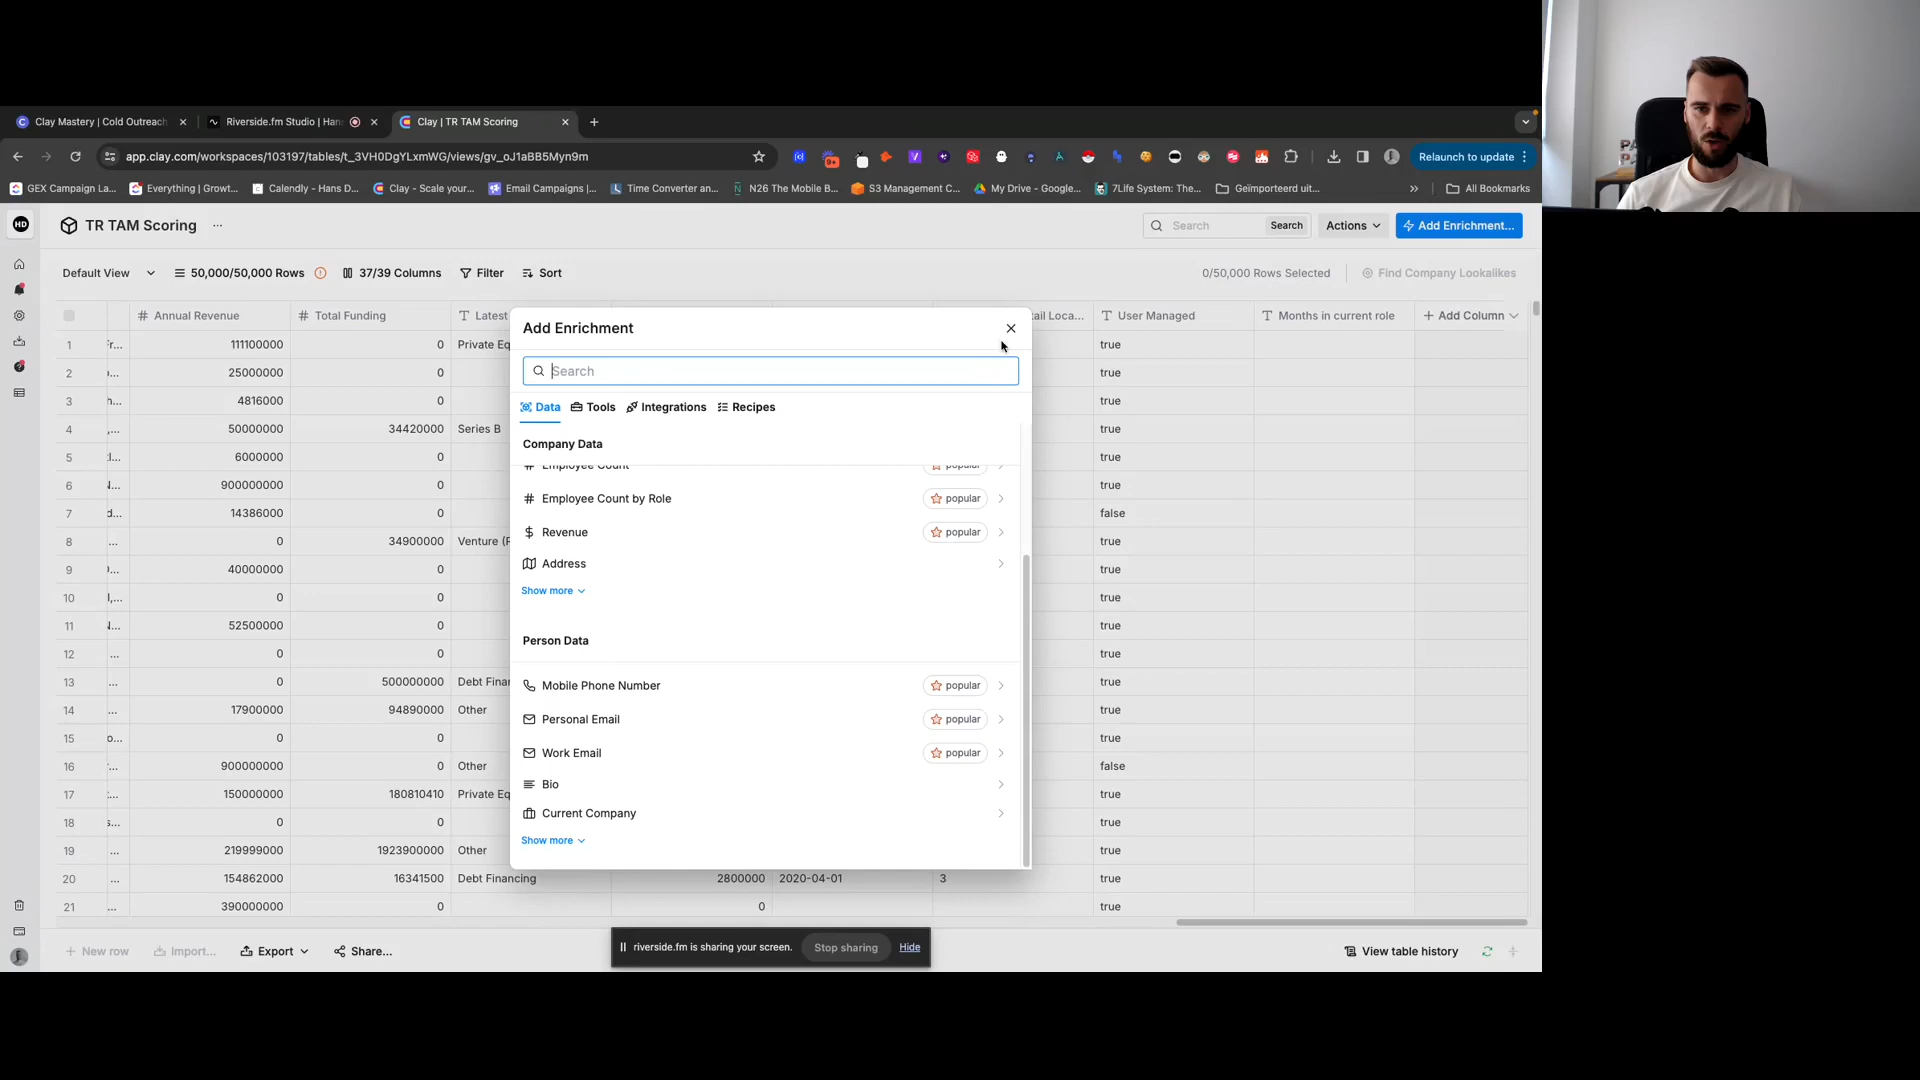 Clay Mastery | Cold Outreach
Riverside.fm Studio | Han
Clay | TR TAM Scoring
app.clay.com/workspaces/103197/tables/t_3VH0DgYLxmWG/views/gv_oJ1aBB5Myn9m
9+
Relaunch to update
GEX Campaign La...
Everything | Growt...
Calendly - Hans D...
Clay - Scale your...
Email Campaigns |...
Time Converter an...
N26 The Mobile B...
S3 Management C...
My Drive - Google...
7Life System: The...
Geïmporteerd uit...
All Bookmarks
HD
TR TAM Scoring
Search
Search
Actions
Add Enrichment...
Default View
50,000/50,000 Rows
37/39 Columns
Filter
Sort
0/50,000 Rows Selected
Find Company Lookalikes
# Annual Revenue
# Total Funding
Latest
ail Loca...
User Managed
Months in current role
+ Add Column
1 r... 111100000 0 Private Eq true
2 ... 25000000 0 true
3 h... 4816000 0 true
4 ,... 50000000 34420000 Series B true
5 l... 6000000 0 true
6 900000000 0 true
7 d... 14386000 0 false
8 ... 0 34900000 Venture (F true
9 40000000 0 true
10 l,... 0 0 true
11 52500000 0 true
12 ... 0 0 true
13 ... 0 500000000 Debt Finan true
14 ... 17900000 94890000 Other true
15 o... 0 0 true
16 900000000 0 Other false
17 150000000 180810410 Private Eq true
18 s... 0 0 true
19 ... 219999000 1923900000 Other true
20 ... 154862000 16341500 Debt Financing 2800000 2020-04-01 3 true
21 390000000 0 0 true
Add Enrichment
Search
Data
Tools
Integrations
Recipes
Company Data
Employee Count popular
Employee Count by Role popular
Revenue popular
Address
Show more
Person Data
Mobile Phone Number popular
Personal Email popular
Work Email popular
Bio
Current Company
Show more
riverside.fm is sharing your screen.
Stop sharing
Hide
+ New row
Import...
Export
Share...
View table history